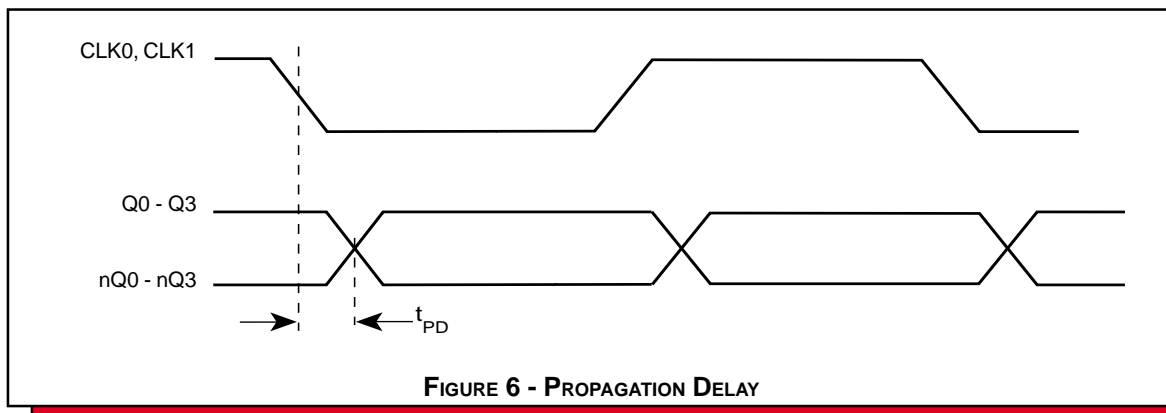 CLK0, CLK1
Q0 - Q3
nQ0 - nQ3
tPD
FIGURE 6 - PROPAGATION DELAY